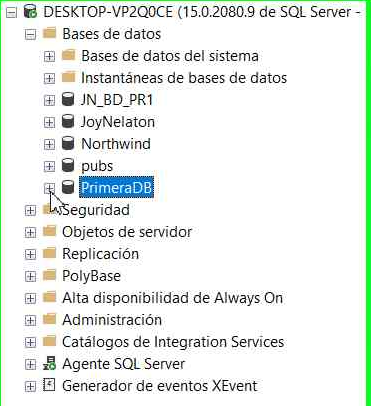 DESKTOP-VP2Q0CE (15.0.2080.9 de SQL Server -
Bases de datos
Bases de datos del sistema
Instantáneas de bases de datos
JN_BD_PR1
JoyNelaton
Northwind
pubs
PrimeraDB
Seguridad
Objetos de servidor
Replicación
PolyBase
Alta disponibilidad de Always On
Administración
Catálogos de Integration Services
Agente SQL Server
Generador de eventos XEvent